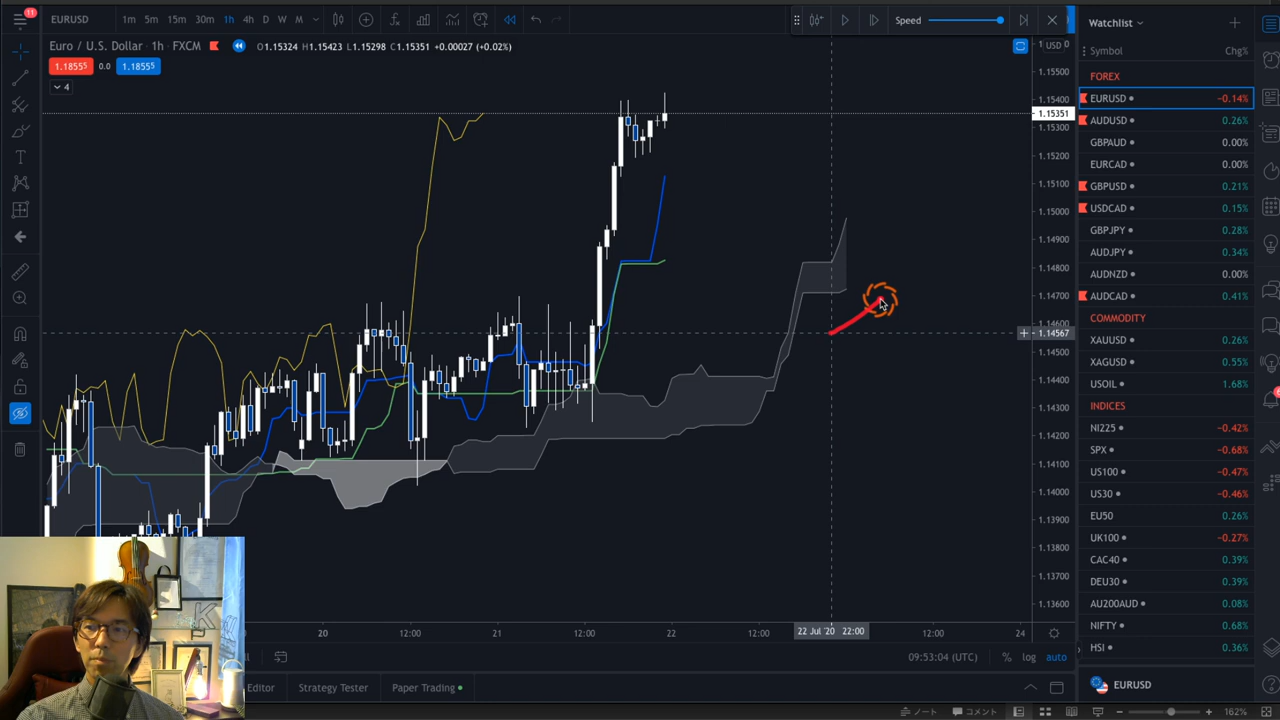 11
EURUSD
1m 5m 15m 30m 1h 4h D W M
Speed
Watchlist
Euro / U.S. Dollar · 1h · FXCM
O1.15324 H1.15423 L1.15298 C1.15351 +0.00027 (+0.02%)
USD
Symbol Chg%
1.18555 0.0 1.18555
4
FOREX
EURUSD −0.14%
AUDUSD 0.26%
GBPAUD 0.00%
EURCAD 0.00%
GBPUSD 0.21%
USDCAD 0.15%
GBPJPY 0.28%
AUDJPY 0.34%
AUDNZD 0.00%
AUDCAD 0.41%
COMMODITY
XAUUSD 0.26%
XAGUSD 0.55%
USOIL 1.68%
INDICES
NI225 −0.42%
SPX −0.68%
US100 −0.47%
US30 −0.46%
EU50 0.26%
UK100 −0.27%
CAC40 0.39%
DEU30 0.39%
AU200AUD 0.08%
NIFTY 0.68%
HSI 0.36%
1.15500
1.15400
1.15351
1.15300
1.15200
1.15100
1.15000
1.14900
1.14800
1.14700
1.14600
1.14567
1.14500
1.14400
1.14300
1.14200
1.14100
1.14000
1.13900
1.13800
1.13700
1.13600
20 12:00 21 12:00 22 12:00 22 Jul '20 22:00 12:00 24
09:53:04 (UTC) % log auto
Editor Strategy Tester Paper Trading
EURUSD
ノート コメント 162%